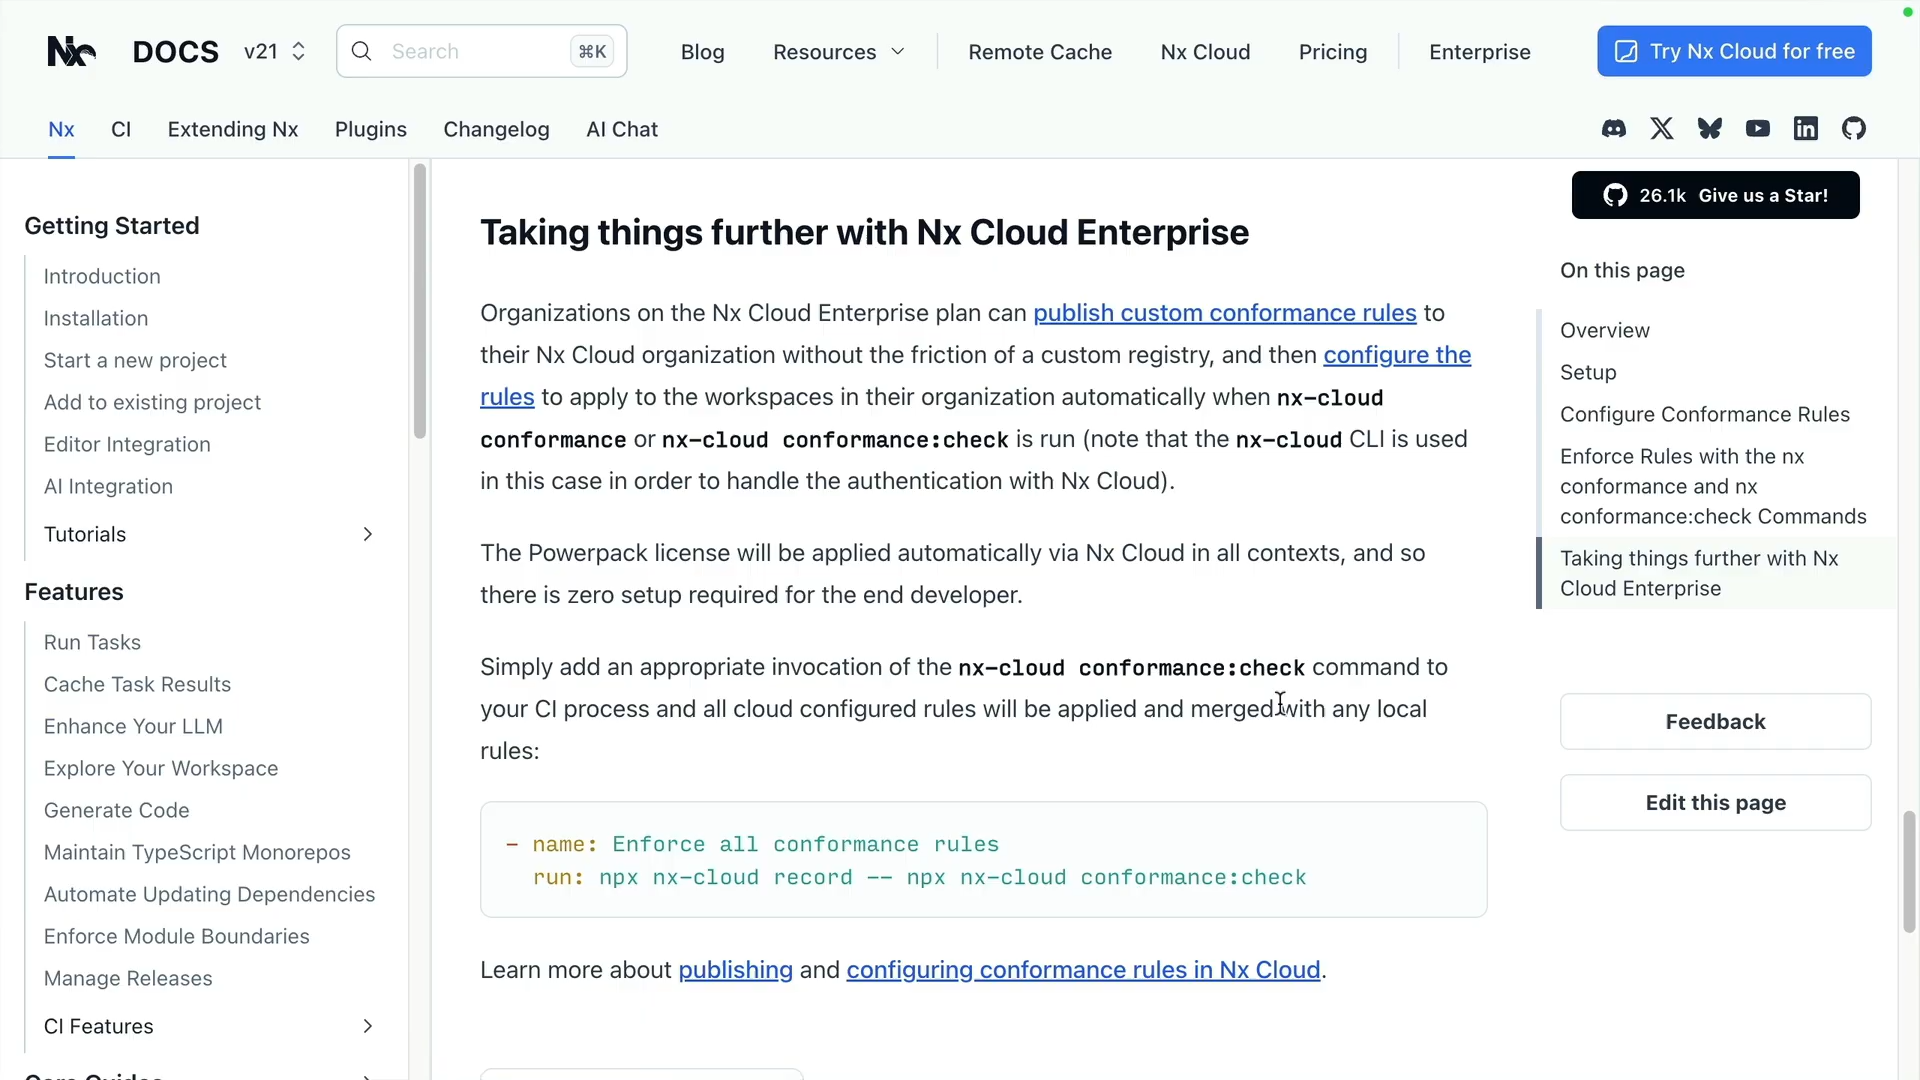 Nx DOCS v21 Search ⌘K Blog Resources Remote Cache Nx Cloud Pricing Enterprise Try Nx Cloud for free
Nx CI Extending Nx Plugins Changelog AI Chat
Getting Started
Introduction
Installation
Start a new project
Add to existing project
Editor Integration
AI Integration
Tutorials
Features
Run Tasks
Cache Task Results
Enhance Your LLM
Explore Your Workspace
Generate Code
Maintain TypeScript Monorepos
Automate Updating Dependencies
Enforce Module Boundaries
Manage Releases
CI Features
Core Guides
Taking things further with Nx Cloud Enterprise
Organizations on the Nx Cloud Enterprise plan can publish custom conformance rules to
their Nx Cloud organization without the friction of a custom registry, and then configure the
rules to apply to the workspaces in their organization automatically when nx-cloud
conformance or nx-cloud conformance:check is run (note that the nx-cloud CLI is used
in this case in order to handle the authentication with Nx Cloud).
The Powerpack license will be applied automatically via Nx Cloud in all contexts, and so
there is zero setup required for the end developer.
Simply add an appropriate invocation of the nx-cloud conformance:check command to
your CI process and all cloud configured rules will be applied and merged with any local
rules:
- name: Enforce all conformance rules
run: npx nx-cloud record -- npx nx-cloud conformance:check
Learn more about publishing and configuring conformance rules in Nx Cloud.
26.1k Give us a Star!
On this page
Overview
Setup
Configure Conformance Rules
Enforce Rules with the nx
conformance and nx
conformance:check Commands
Taking things further with Nx
Cloud Enterprise
Feedback
Edit this page